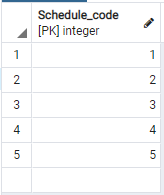 Schedule_code
[PK] integer
1 1
2 2
3 3
4 4
5 5